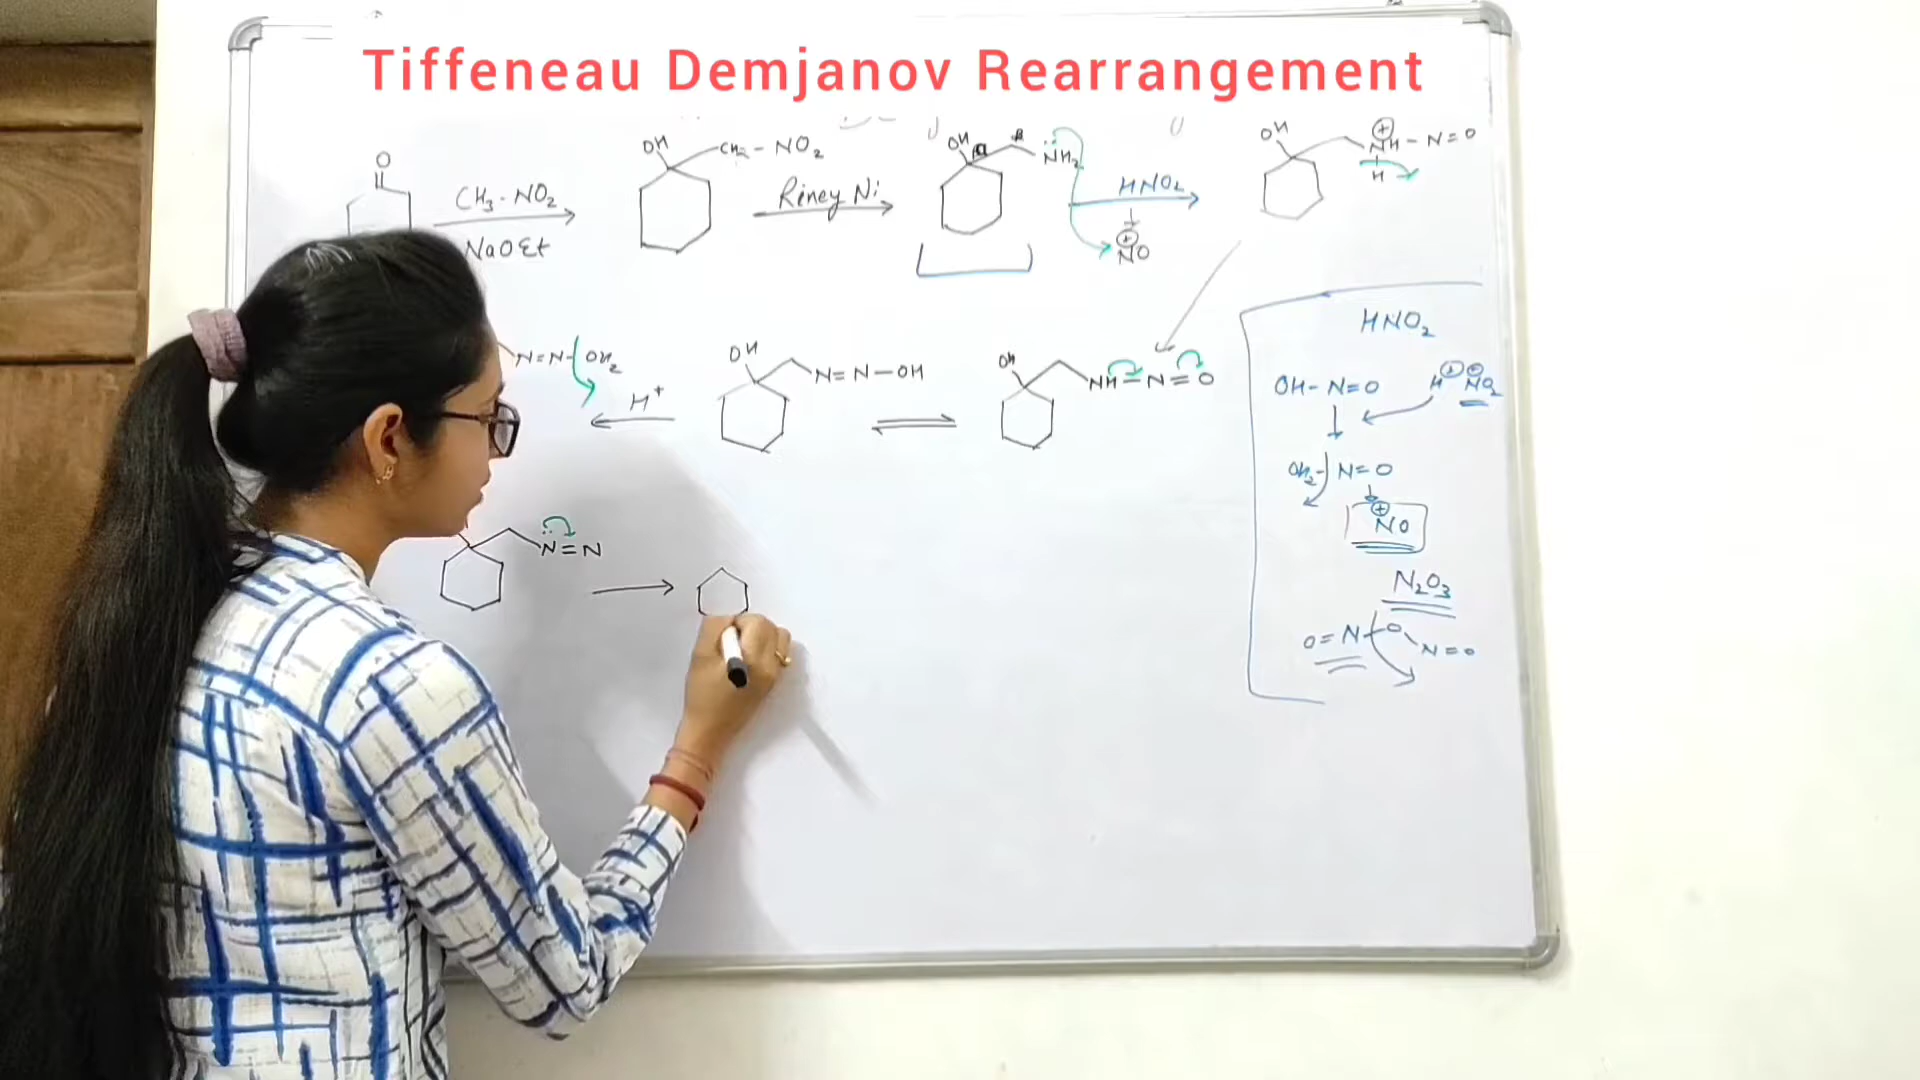 Tiffeneau Demjanov Rearrangement
O
CH₃-NO₂
NaOEt
OH
CH₂-NO₂
Riney Ni
OH
N̈H₂
HNO₂
⊕
NO
OH
⊕
NH-N=O
H
N=N-OH₂
H⁺
OH
N=N-OH
OH
NH-N=O
N=N
HNO₂
OH-N=O
H⊕ ⊖NO₂
OH₂-N=O
⊕
NO
N₂O₃
O=N-O
N=O